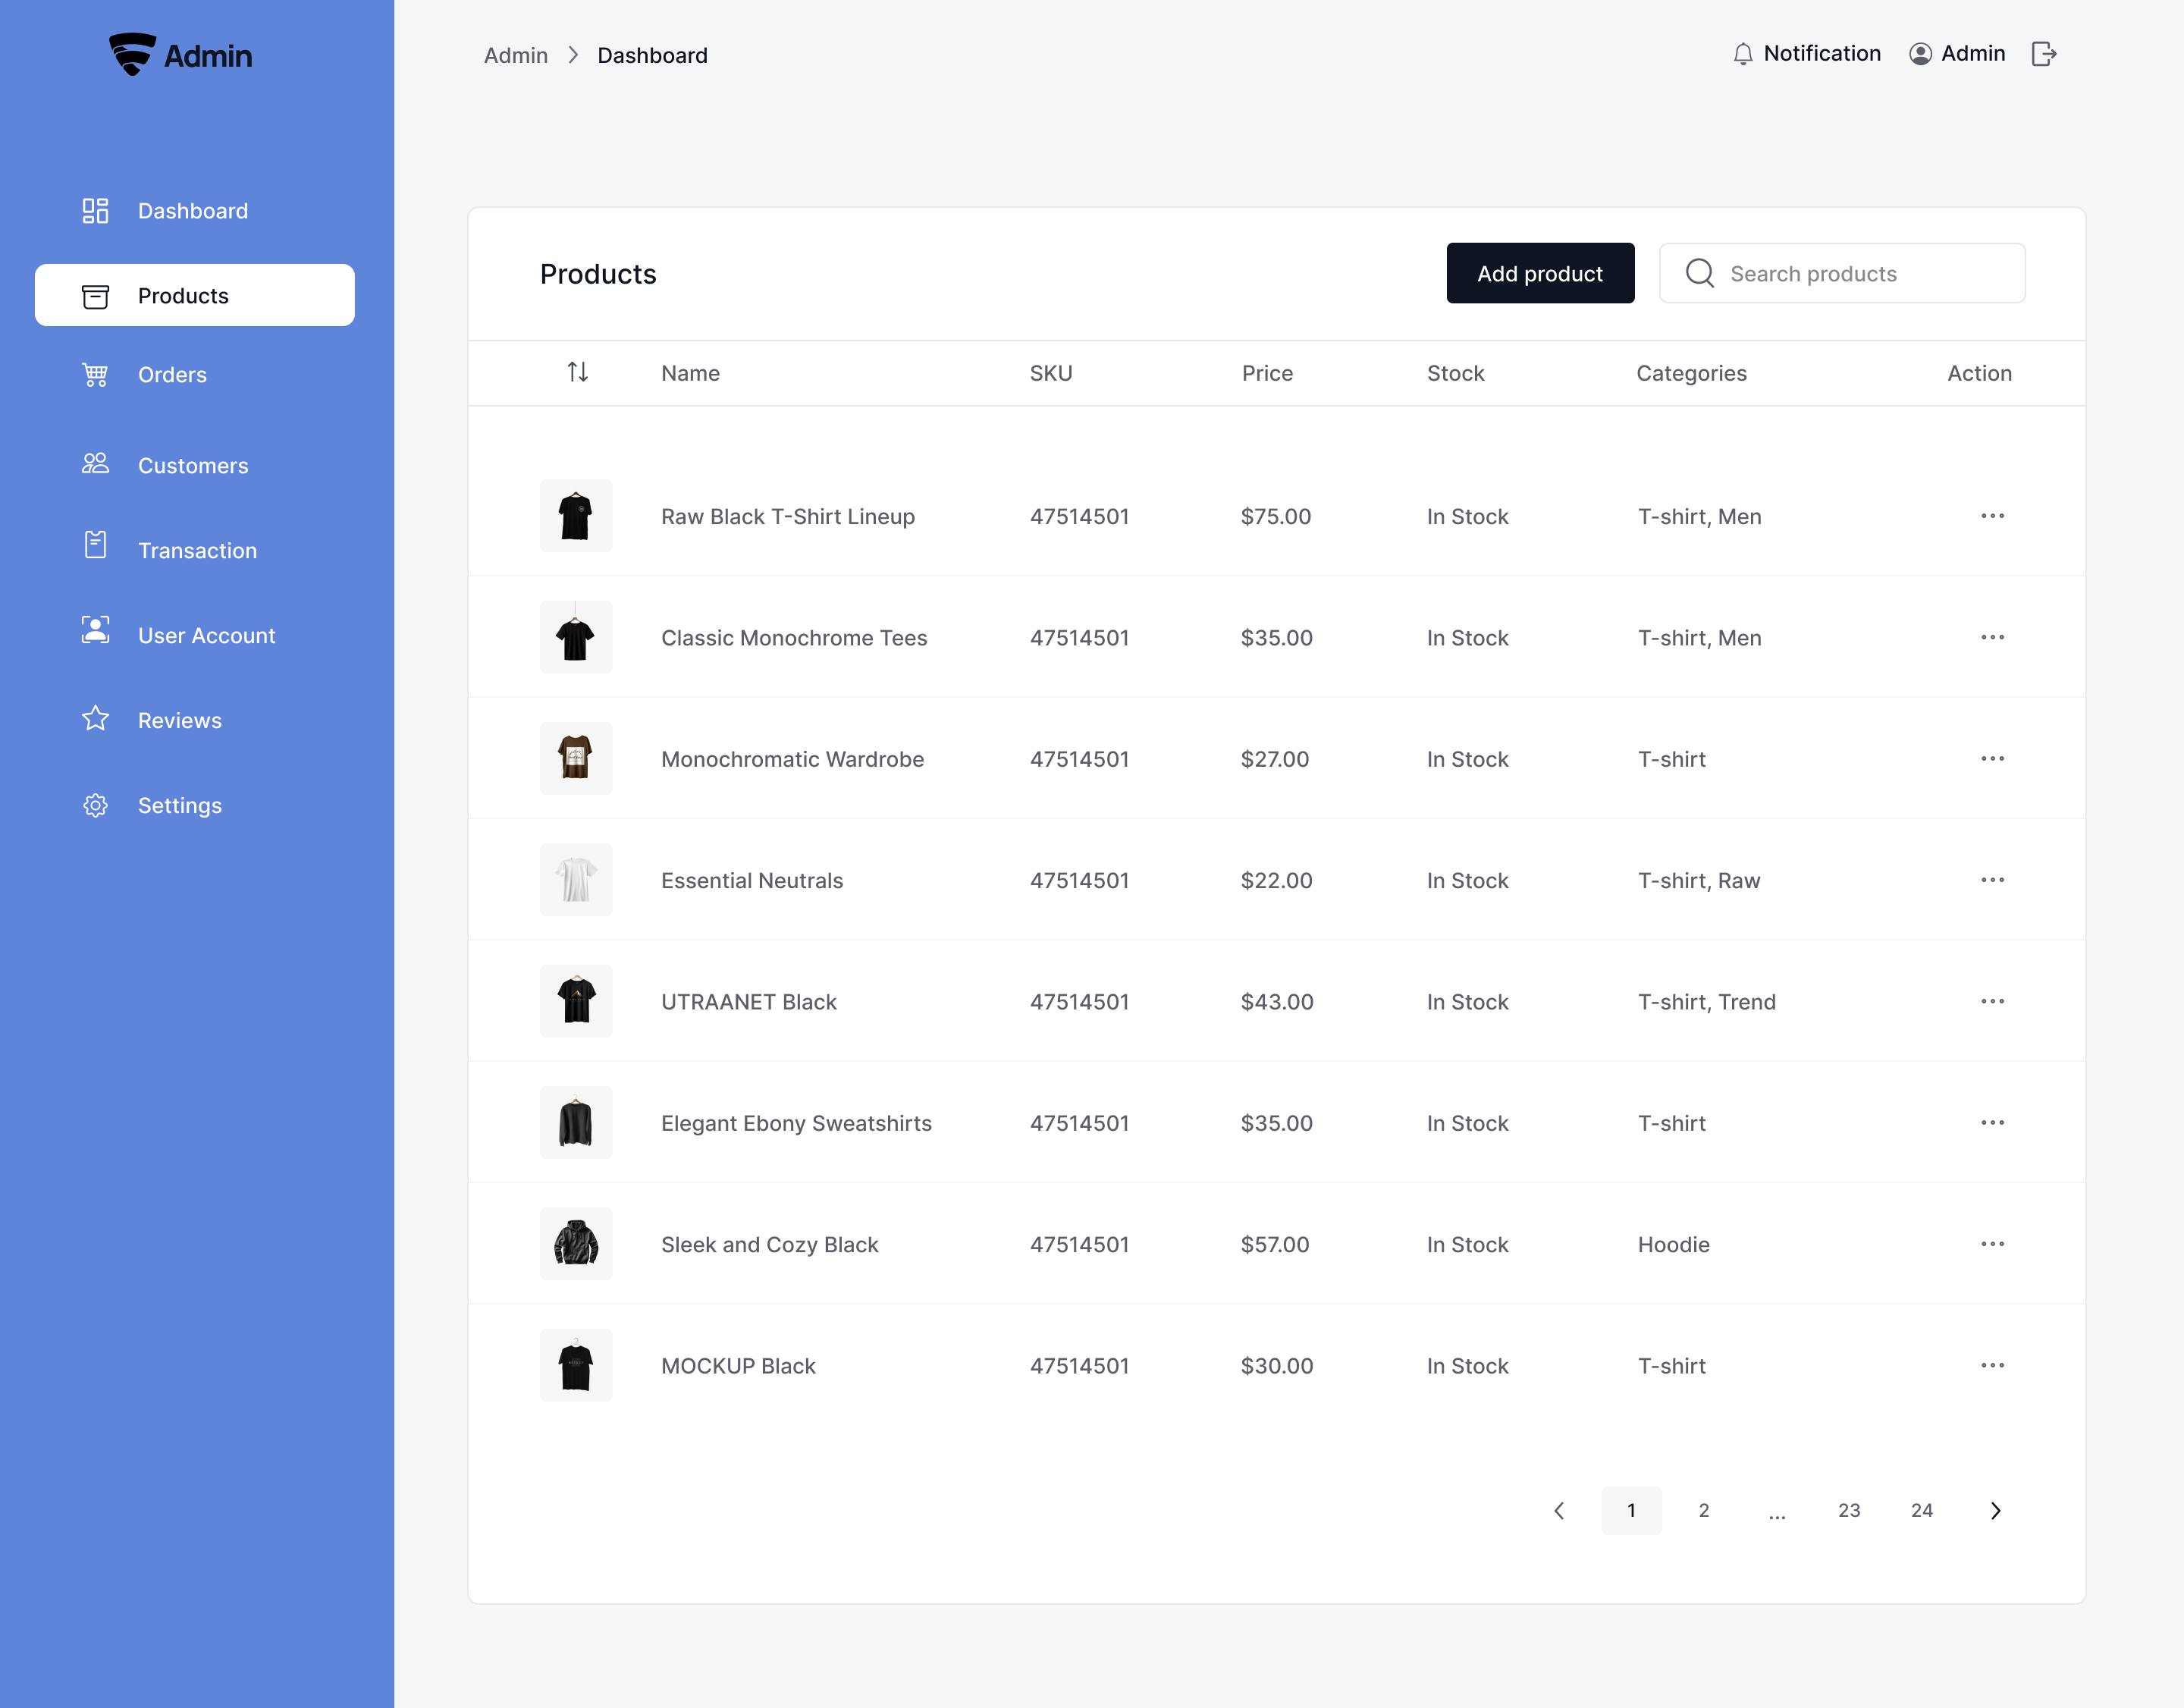 Admin
Admin > Dashboard
Notification Admin
Dashboard
Products
Orders
Customers
Transaction
User Account
Reviews
Settings
Products Add product Search products
Name SKU Price Stock Categories Action
Raw Black T-Shirt Lineup 47514501 $75.00 In Stock T-shirt, Men
Classic Monochrome Tees 47514501 $35.00 In Stock T-shirt, Men
Monochromatic Wardrobe 47514501 $27.00 In Stock T-shirt
Essential Neutrals 47514501 $22.00 In Stock T-shirt, Raw
UTRAANET Black 47514501 $43.00 In Stock T-shirt, Trend
Elegant Ebony Sweatshirts 47514501 $35.00 In Stock T-shirt
Sleek and Cozy Black 47514501 $57.00 In Stock Hoodie
MOCKUP Black 47514501 $30.00 In Stock T-shirt
1 2 ... 23 24